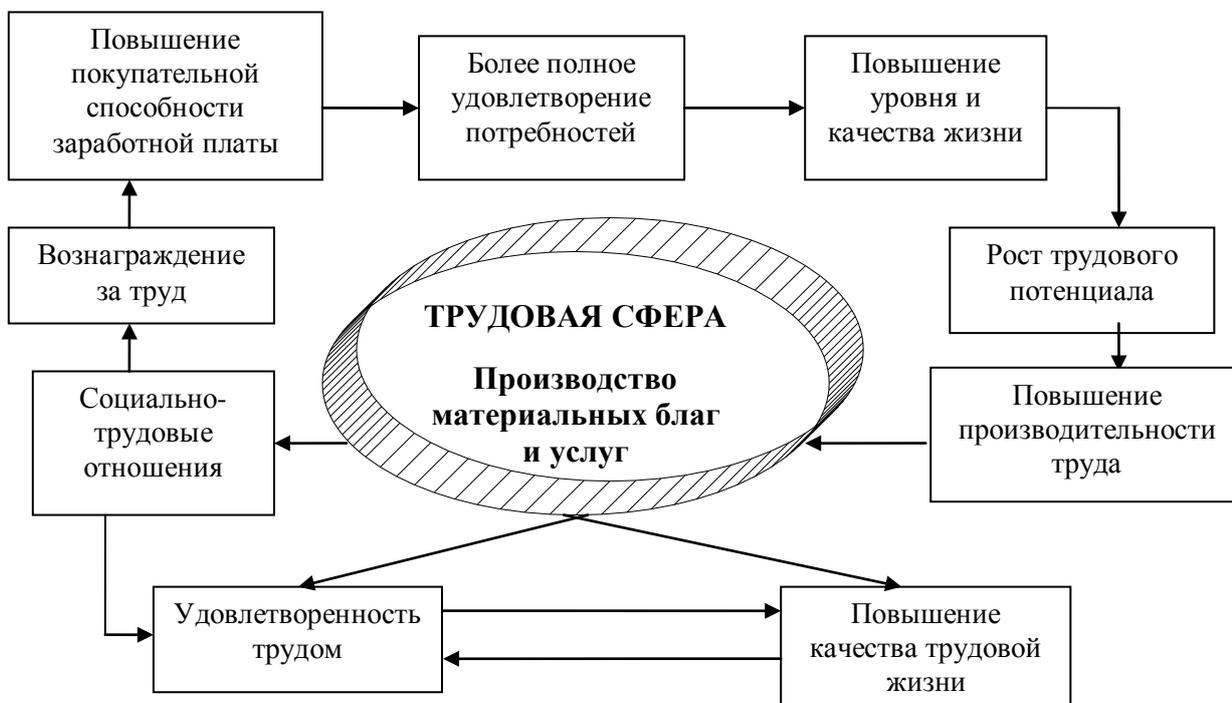 Повышение
покупательной
способности
заработной платы
Более полное
удовлетворение
потребностей
Повышение
уровня и
качества жизни
Вознаграждение
за труд
Рост трудового
потенциала
ТРУДОВАЯ СФЕРА
Производство
материальных благ
и услуг
Социально-
трудовые
отношения
Повышение
производительности
труда
Удовлетворенность
трудом
Повышение
качества трудовой
жизни